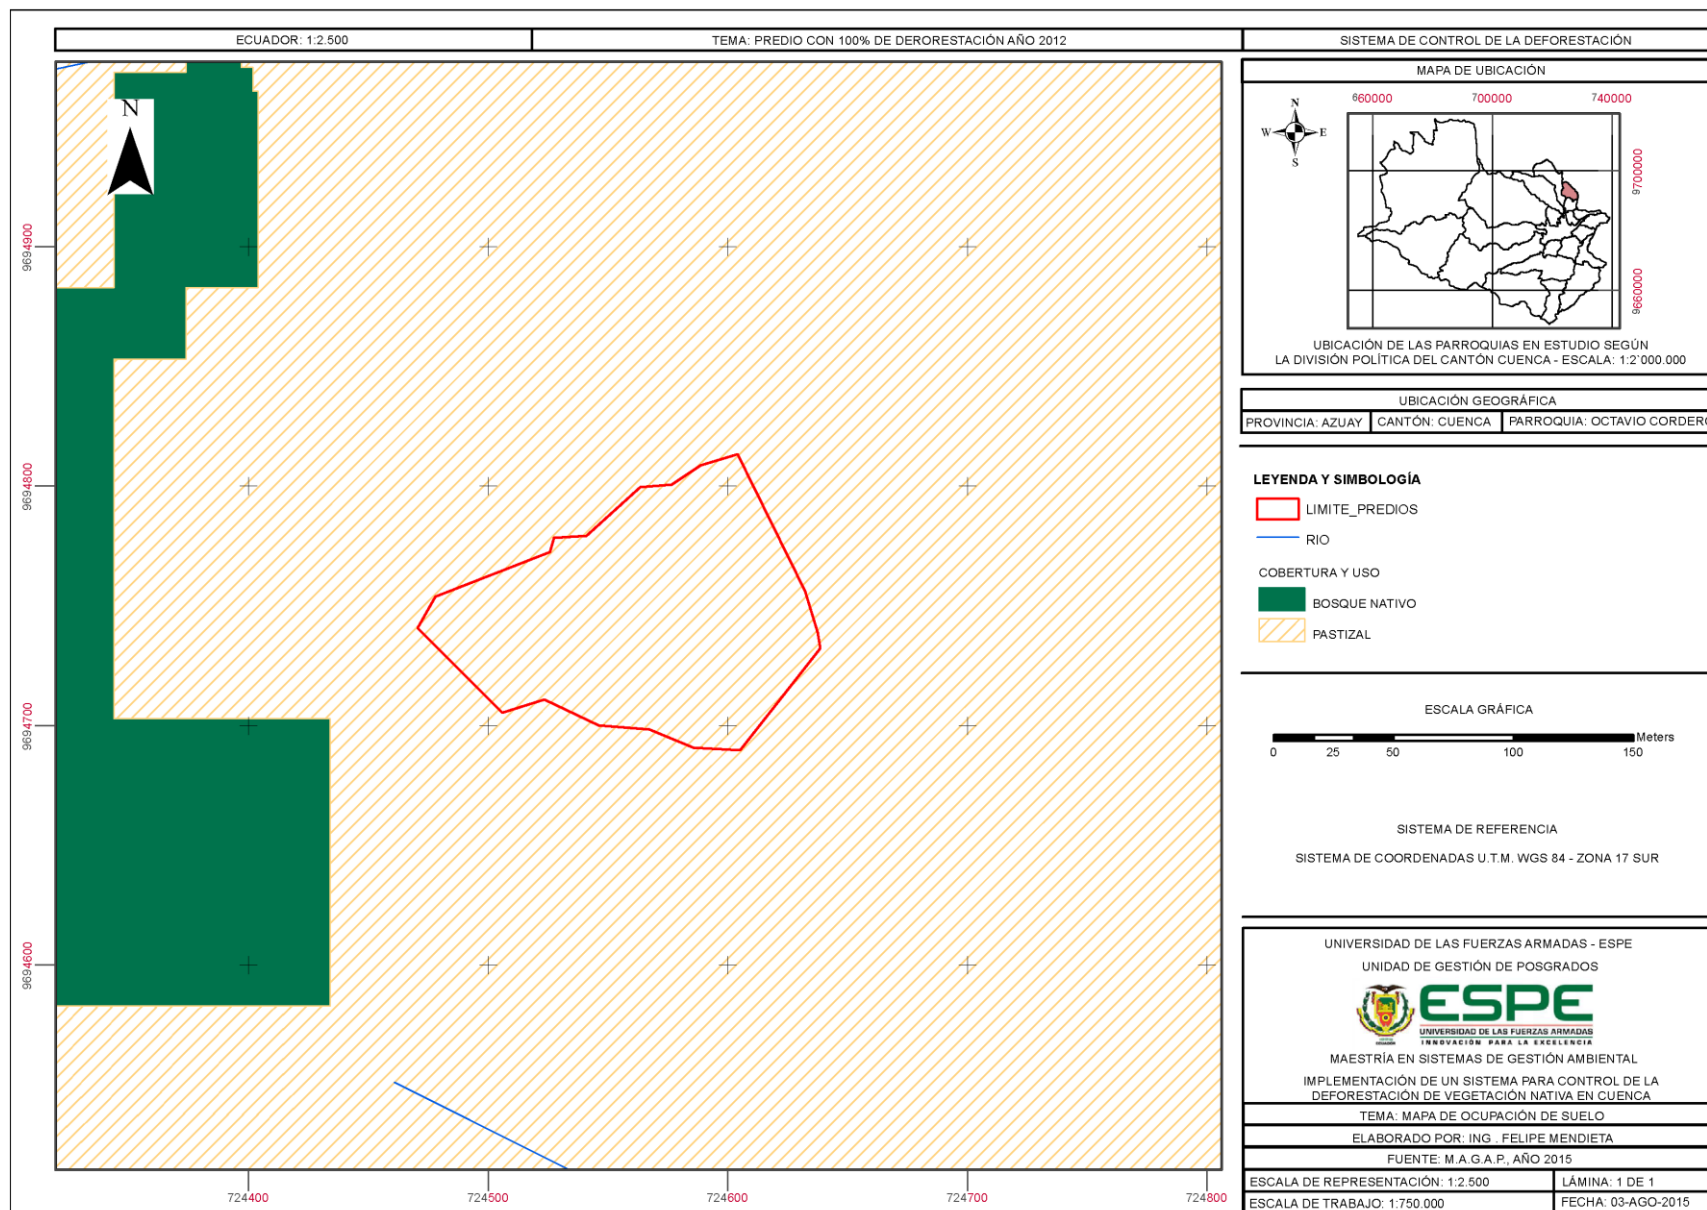 ECUADOR: 1:2.500
TEMA: PREDIO CON 100% DE DERORESTACIÓN AÑO 2012
SISTEMA DE CONTROL DE LA DEFORESTACIÓN
N
9694900
9694800
9694700
9694600
724400
724500
724600
724700
724800
MAPA DE UBICACIÓN
660000
700000
740000
N
W
E
S
9700000
9660000
UBICACIÓN DE LAS PARROQUIAS EN ESTUDIO SEGÚN
LA DIVISIÓN POLÍTICA DEL CANTÓN CUENCA - ESCALA: 1:2`000.000
UBICACIÓN GEOGRÁFICA
PROVINCIA: AZUAY
CANTÓN: CUENCA
PARROQUIA: OCTAVIO CORDERO
LEYENDA Y SIMBOLOGÍA
LIMITE_PREDIOS
RIO
COBERTURA Y USO
BOSQUE NATIVO
PASTIZAL
ESCALA GRÁFICA
Meters
0 25 50 100 150
SISTEMA DE REFERENCIA
SISTEMA DE COORDENADAS U.T.M. WGS 84 - ZONA 17 SUR
UNIVERSIDAD DE LAS FUERZAS ARMADAS - ESPE
UNIDAD DE GESTIÓN DE POSGRADOS
ESPE
UNIVERSIDAD DE LAS FUERZAS ARMADAS
INNOVACIÓN PARA LA EXCELENCIA
MAESTRÍA EN SISTEMAS DE GESTIÓN AMBIENTAL
IMPLEMENTACIÓN DE UN SISTEMA PARA CONTROL DE LA
DEFORESTACIÓN DE VEGETACIÓN NATIVA EN CUENCA
TEMA: MAPA DE OCUPACIÓN DE SUELO
ELABORADO POR: ING . FELIPE MENDIETA
FUENTE: M.A.G.A.P., AÑO 2015
ESCALA DE REPRESENTACIÓN: 1:2.500
LÁMINA: 1 DE 1
ESCALA DE TRABAJO: 1:750.000
FECHA: 03-AGO-2015